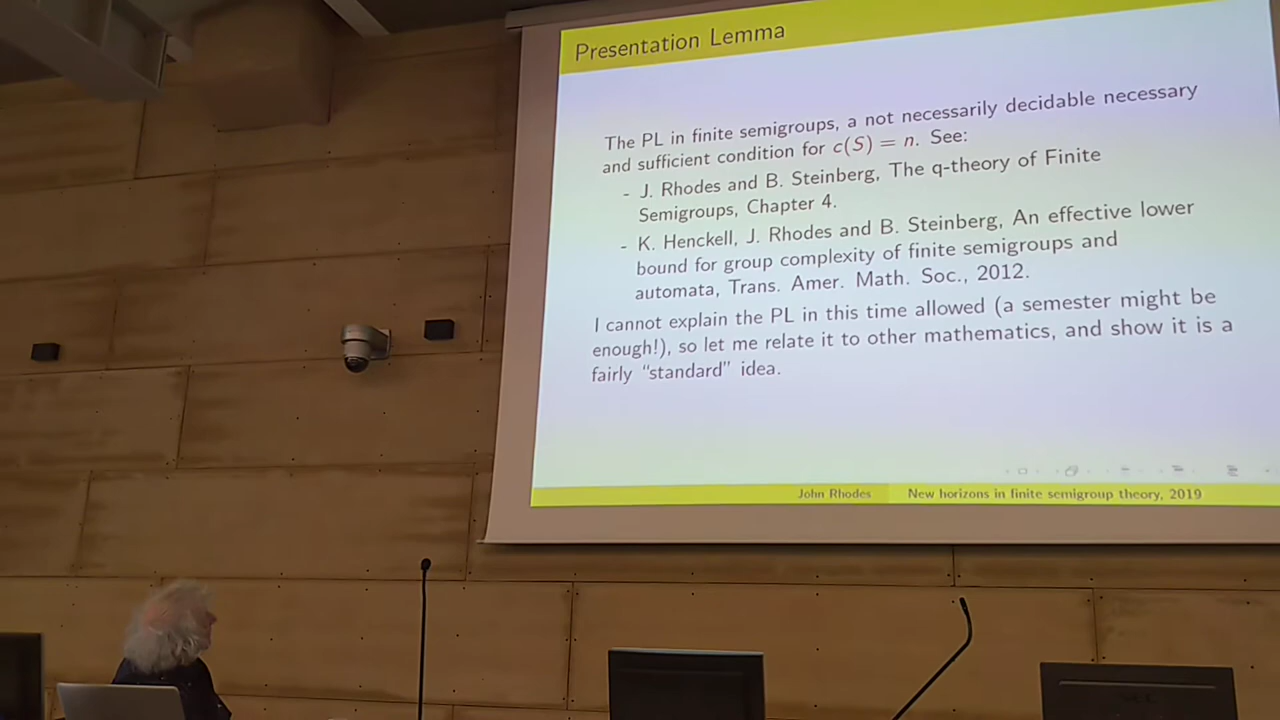 Presentation Lemma
The PL in finite semigroups, a not necessarily decidable necessary
and sufficient condition for c(S) = n. See:
- J. Rhodes and B. Steinberg, The q-theory of Finite
Semigroups, Chapter 4.
- K. Henckell, J. Rhodes and B. Steinberg, An effective lower
bound for group complexity of finite semigroups and
automata, Trans. Amer. Math. Soc., 2012.
I cannot explain the PL in this time allowed (a semester might be
enough!), so let me relate it to other mathematics, and show it is a
fairly “standard” idea.
John Rhodes New horizons in finite semigroup theory, 2019